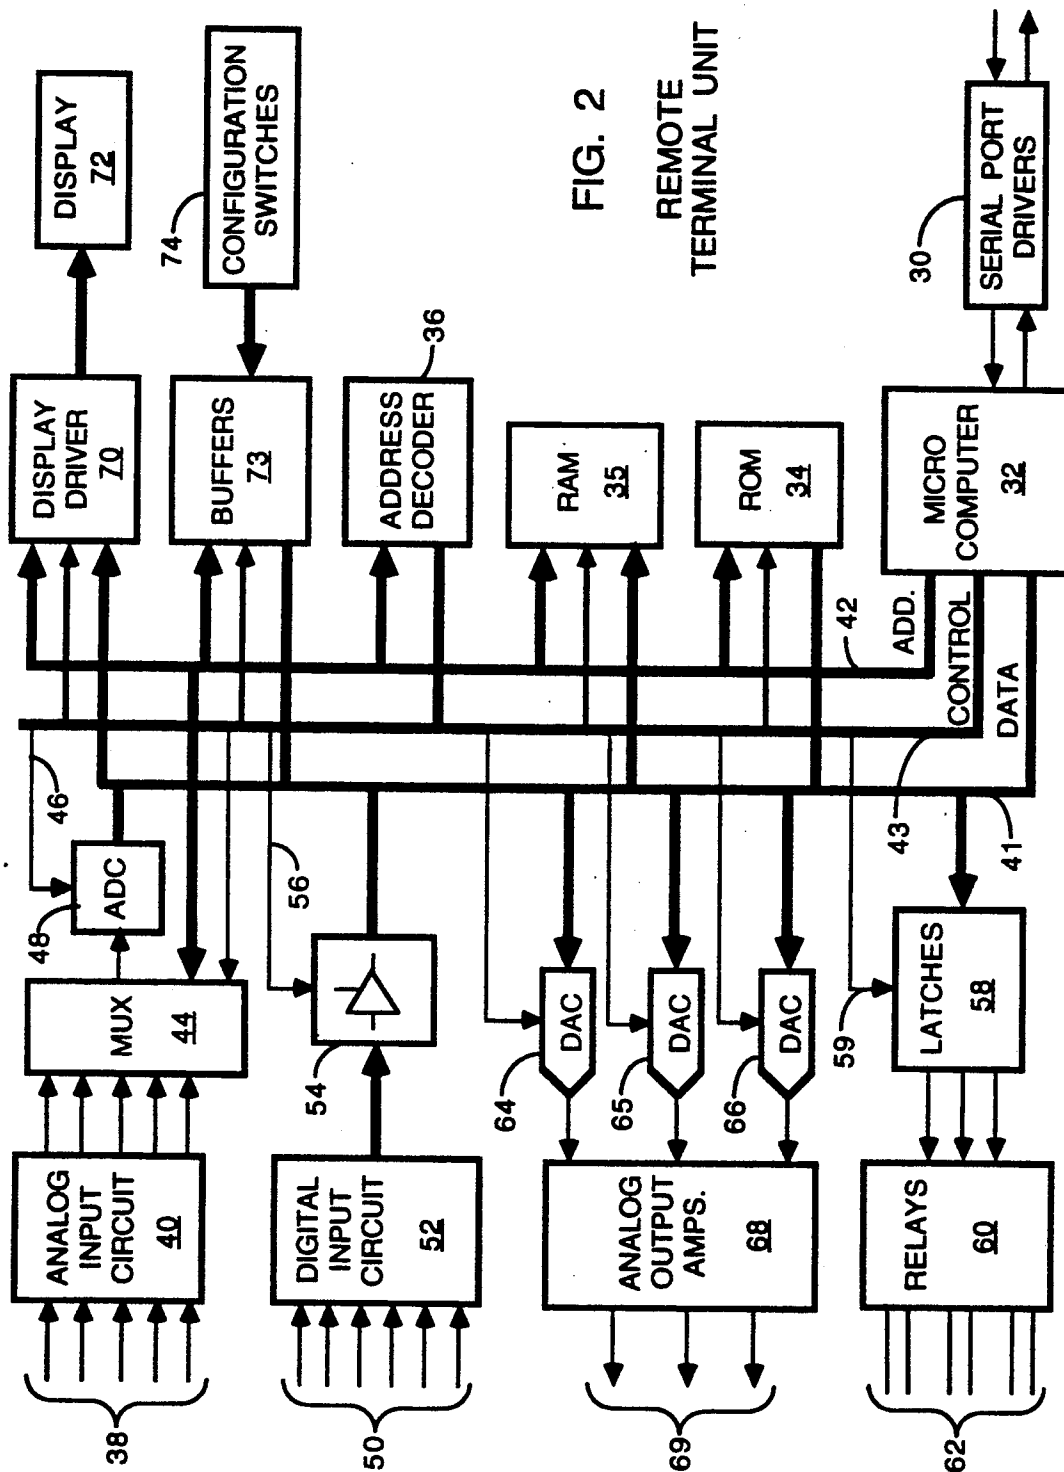 DISPLAY
72
CONFIGURATION
SWITCHES
74
FIG. 2
REMOTE
TERMINAL UNIT
SERIAL PORT
DRIVERS
30
DISPLAY
DRIVER
70
BUFFERS
73
ADDRESS
DECODER
36
RAM
35
ROM
34
MICRO
COMPUTER
32
ADD.
CONTROL
DATA
42
43
41
46
ADC
48
56
54
DAC
64
DAC
65
DAC
66
59
LATCHES
58
MUX
44
ANALOG
INPUT
CIRCUIT
40
DIGITAL
INPUT
CIRCUIT
52
ANALOG
OUTPUT
AMPS.
68
RELAYS
60
38
50
69
62